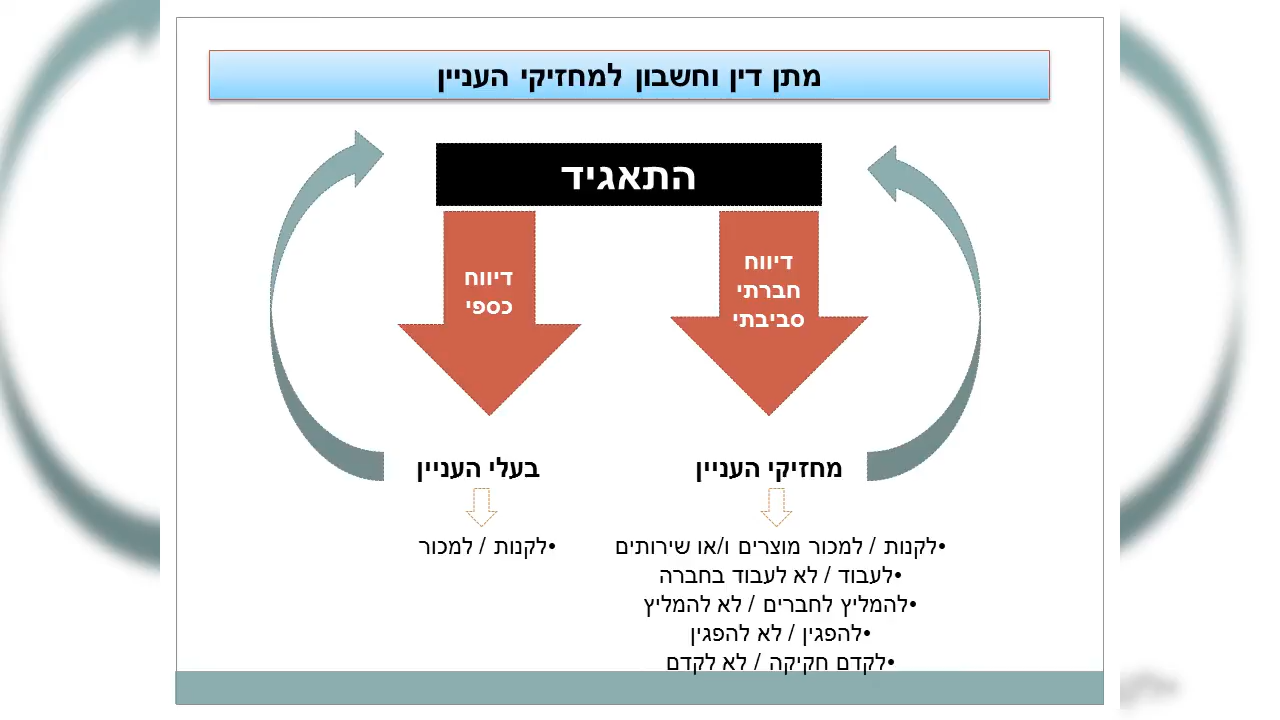 מתן דין וחשבון למחזיקי העניין
התאגיד
דיווח
חברתי
סביבתי
דיווח
כספי
מחזיקי העניין
•לקנות / למכור מוצרים ו/או שירותים
•לעבוד / לא לעבוד בחברה
•להמליץ לחברים / לא להמליץ
•להפגין / לא להפגין
•לקדם חקיקה / לא לקדם
בעלי העניין
•לקנות / למכור